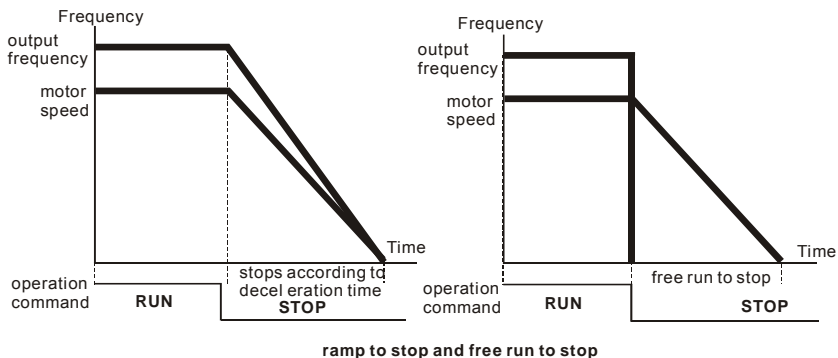 Frequency
output
frequency
motor
speed
Time
stops according to
decel eration time
operation
command
RUN
STOP
Frequency
output
frequency
motor
speed
Time
free run to stop
operation
command
RUN
STOP
ramp to stop and free run to stop